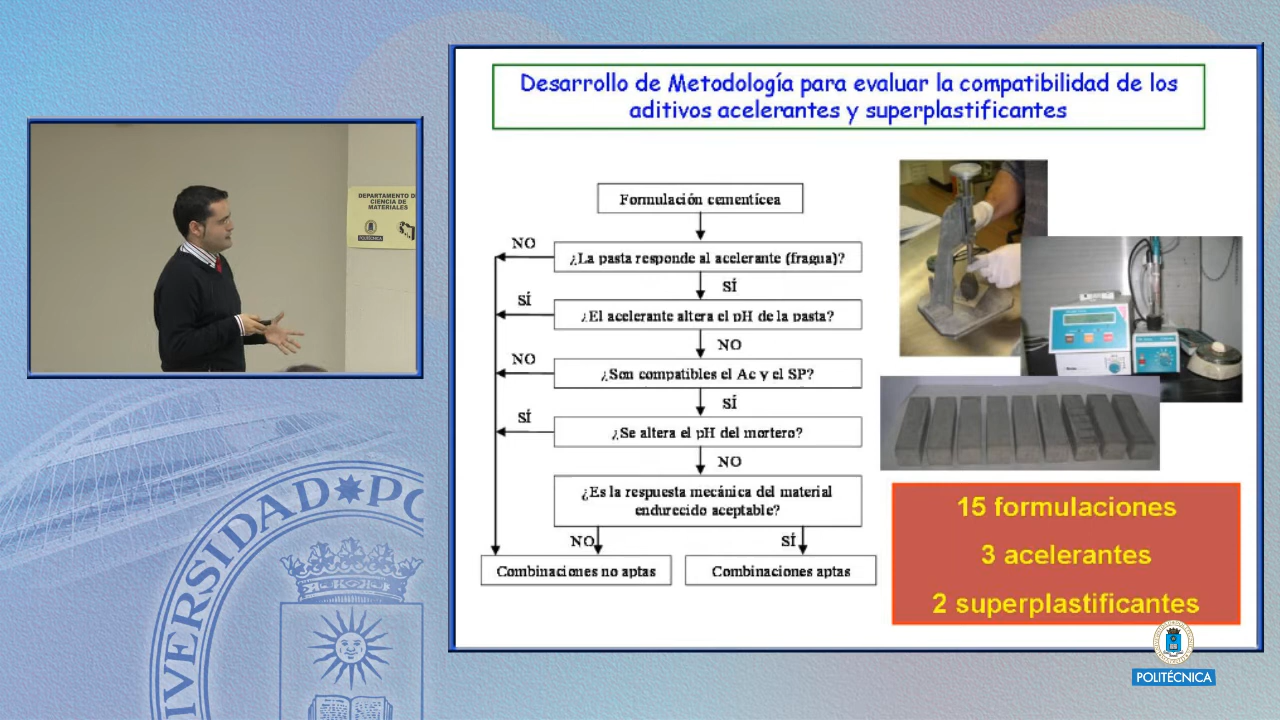 Desarrollo de Metodología para evaluar la compatibilidad de los
aditivos acelerantes y superplastificantes
DEPARTAMENTO D
CIENCIA DE
MATERIALES
POLITÉCNICA
Formulación cementícea
NO
¿La pasta responde al acelerante (fragua)?
SÍ
SÍ
¿El acelerante altera el pH de la pasta?
NO
NO
¿Son compatibles el Ac y el SP?
SÍ
SÍ
¿Se altera el pH del mortero?
NO
¿Es la respuesta mecánica del material
endurecido aceptable?
NO
SÍ
Combinaciones no aptas
Combinaciones aptas
15 formulaciones
3 acelerantes
2 superplastificantes
IVERSIDAD PO
POLITÉCNICA